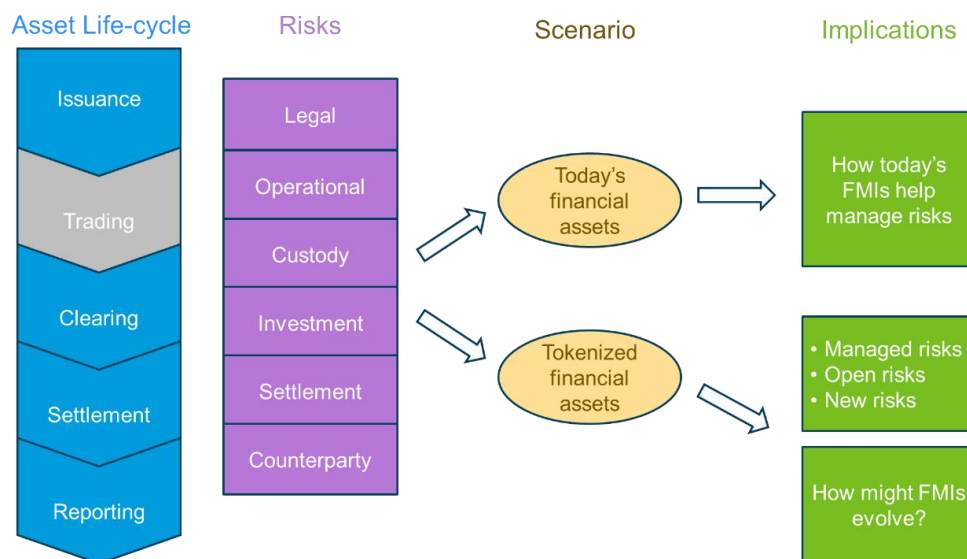 Asset Life-cycle
Issuance
Trading
Clearing
Settlement
Reporting
Risks
Legal
Operational
Custody
Investment
Settlement
Counterparty
Scenario
Today's
financial
assets
Tokenized
financial
assets
Implications
How today's
FMIs help
manage risks
• Managed risks
• Open risks
• New risks
How might FMIs
evolve?